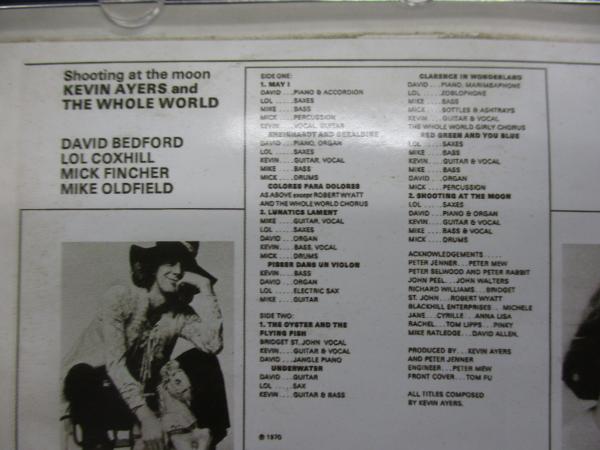 Shooting at the moon
KEVIN AYERS and
THE WHOLE WORLD
DAVID BEDFORD
LOL COXHILL
MICK FINCHER
MIKE OLDFIELD
SIDE ONE:
1. MAY I
DAVID ... PIANO & ACCORDION
LOL ..... SAXES
MIKE .... BASS
MICK .... PERCUSSION
KEVIN .. VOCAL, GUITAR
RHEINHARDT AND GERALDINE
DAVID ... PIANO, ORGAN
LOL ..... SAXES
KEVIN.... GUITAR, VOCAL
MIKE .... BASS
MICK .... DRUMS
COLORES PARA DOLORES
AS ABOVE except ROBERT WYATT
AND THE WHOLE WORLD CHORUS
2. LUNATICS LAMENT
MIKE .... GUITAR, VOCAL
LOL ..... SAXES
DAVID ... ORGAN
KEVIN.... BASS, VOCAL
MICK .... DRUMS
PISSER DANS UN VIOLON
KEVIN.... BASS
DAVID ... ORGAN
LOL ..... ELECTRIC SAX
MIKE .... GUITAR
SIDE TWO:
1. THE OYSTER AND THE
FLYING FISH
BRIDGET ST. JOHN VOCAL
KEVIN.... GUITAR & VOCAL
DAVID.... JANGLE PIANO
UNDERWATER
DAVID .... GUITAR
LOL ..... SAX
KEVIN.... GUITAR & BASS
℗ 1970
CLARENCE IN WONDERLAND
DAVID ... PIANO, MARIMBAPHONE
LOL ..... ZOBLOPHONE
MIKE .... BASS
MICK .... BOTTLES & ASHTRAYS
KEVIN.... GUITAR & VOCAL
THE WHOLE WORLD GIRLY CHORUS
RED GREEN AND YOU BLUE
LOL ..... SAXES
MIKE .... BASS
KEVIN.... GUITAR & VOCAL
MIKE .... BASS
DAVID .... ORGAN
MICK .... PERCUSSION
2. SHOOTING AT THE MOON
LOL ..... SAXES
DAVID .... PIANO & ORGAN
KEVIN.... GUITAR & VOCAL
MIKE .... BASS & VOCAL
MICK .... DRUMS
ACKNOWLEDGEMENTS .....
PETER JENNER... PETER MEW
PETER SELWOOD AND PETER RABBIT
JOHN PEEL... JOHN WALTERS
RICHARD WILLIAMS... BRIDGET
ST. JOHN... ROBERT WYATT
BLACKHILL ENTERPRISES .. MICHELE
JANE... CYRILLE... ANNA LISA
RACHEL... TOM LIPPS... PINKY
MIKE RATLEDGE... DAVID ALLEN,
PRODUCED BY... KEVIN AYERS
AND PETER JENNER
ENGINEER... PETER MEW
FRONT COVER... TOM FU
ALL TITLES COMPOSED
BY KEVIN AYERS.